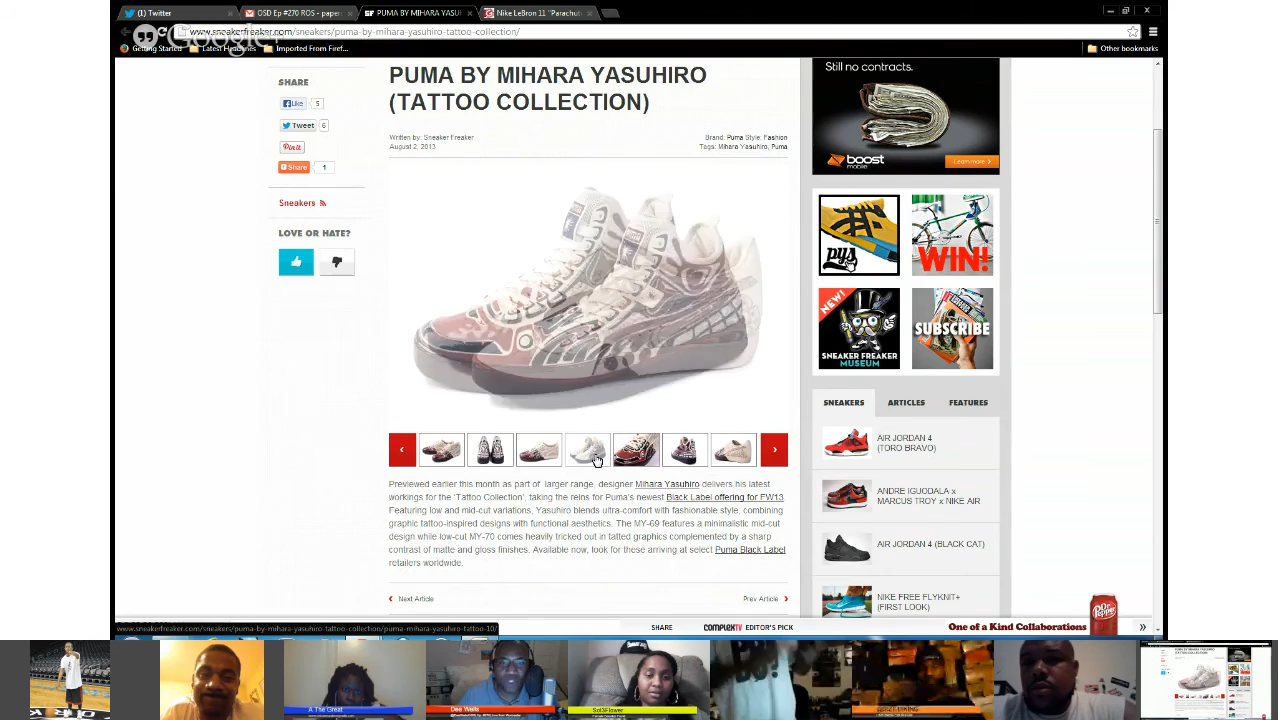 (1) Twitter
OSD Ep #270 ROS - paper
PUMA BY MIHARA YASUHI
Nike LeBron 11 "Parachute
www.sneakerfreaker.com/sneakers/puma-by-mihara-yasuhiro-tattoo-collection/
Google+
Getting Started
Latest Headlines
Imported From Firef...
Other bookmarks
SHARE
Like 5
Tweet 6
Pin it
Share 1
Sneakers
LOVE OR HATE?
PUMA BY MIHARA YASUHIRO
(TATTOO COLLECTION)
Written by: Sneaker Freaker
August 2, 2013
Brand: Puma Style: Fashion
Tags: Mihara Yasuhiro, Puma
Previewed earlier this month as part of larger range, designer Mihara Yasuhiro delivers his latest
workings for the 'Tattoo Collection', taking the reins for Puma's newest Black Label offering for FW13.
Featuring low and mid-cut variations, Yasuhiro blends ultra-comfort with fashionable style, combining
graphic tattoo-inspired designs with functional aesthetics. The MY-69 features a minimalistic mid-cut
design while low-cut MY-70 comes heavily tricked out in tatted graphics complemented by a sharp
contrast of matte and gloss finishes. Available now, look for these arriving at select Puma Black Label
retailers worldwide.
Next Article
Prev Article
Still no contracts.
boost
mobile
Learn more
pys
WIN!
NEW!
SNEAKER FREAKER
MUSEUM
SUBSCRIBE
SNEAKERS
ARTICLES
FEATURES
AIR JORDAN 4
(TORO BRAVO)
ANDRE IGUODALA x
MARCUS TROY x NIKE AIR
AIR JORDAN 4 (BLACK CAT)
NIKE FREE FLYKNIT+
(FIRST LOOK)
www.sneakerfreaker.com/sneakers/puma-by-mihara-yasuhiro-tattoo-collection/puma-mihara-yasuhiro-tattoo-10/
SHARE
COMPLEX TV EDITOR'S PICK
One of a Kind Collaborations
Dr Pepper
A The Great
Dee Wells
Sol3Flower